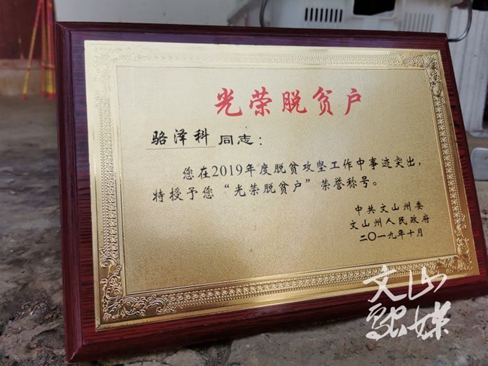 光荣脱贫户
骆泽科同志：
您在2019年度脱贫攻坚工作中事迹突出，
特授予您“光荣脱贫户”荣誉称号。
中共文山州委
文山州人民政府
二〇一九年十月
文山
融媒